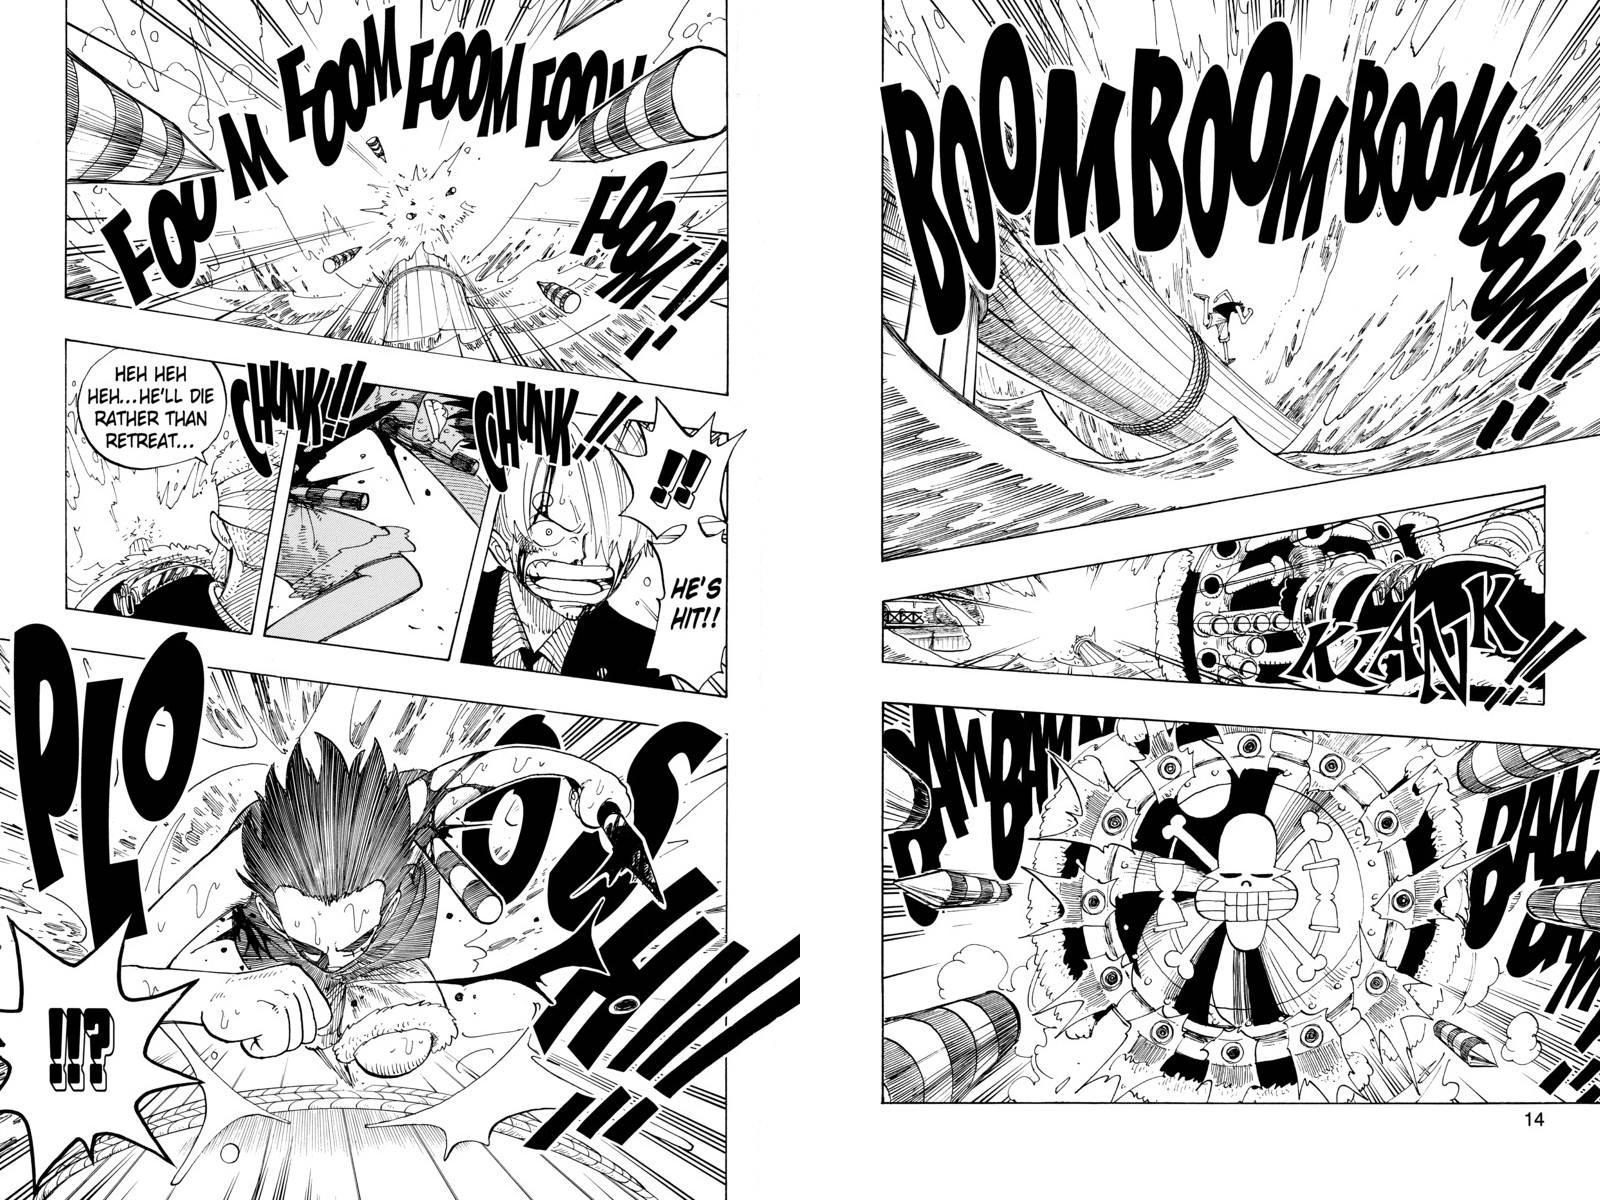 BOOM BOOM BOOM BOOM!!
KLANK!!
BAM BAM
BAM BAM
14
FOOM FOOM FOOM FOOM FOOM!!
!!
HE'S
HIT!!
CHUNK!!
CHUNK!!!
HEH HEH
HEH...HE'LL DIE
RATHER THAN
RETREAT...
PLOOSH!!!
!!?